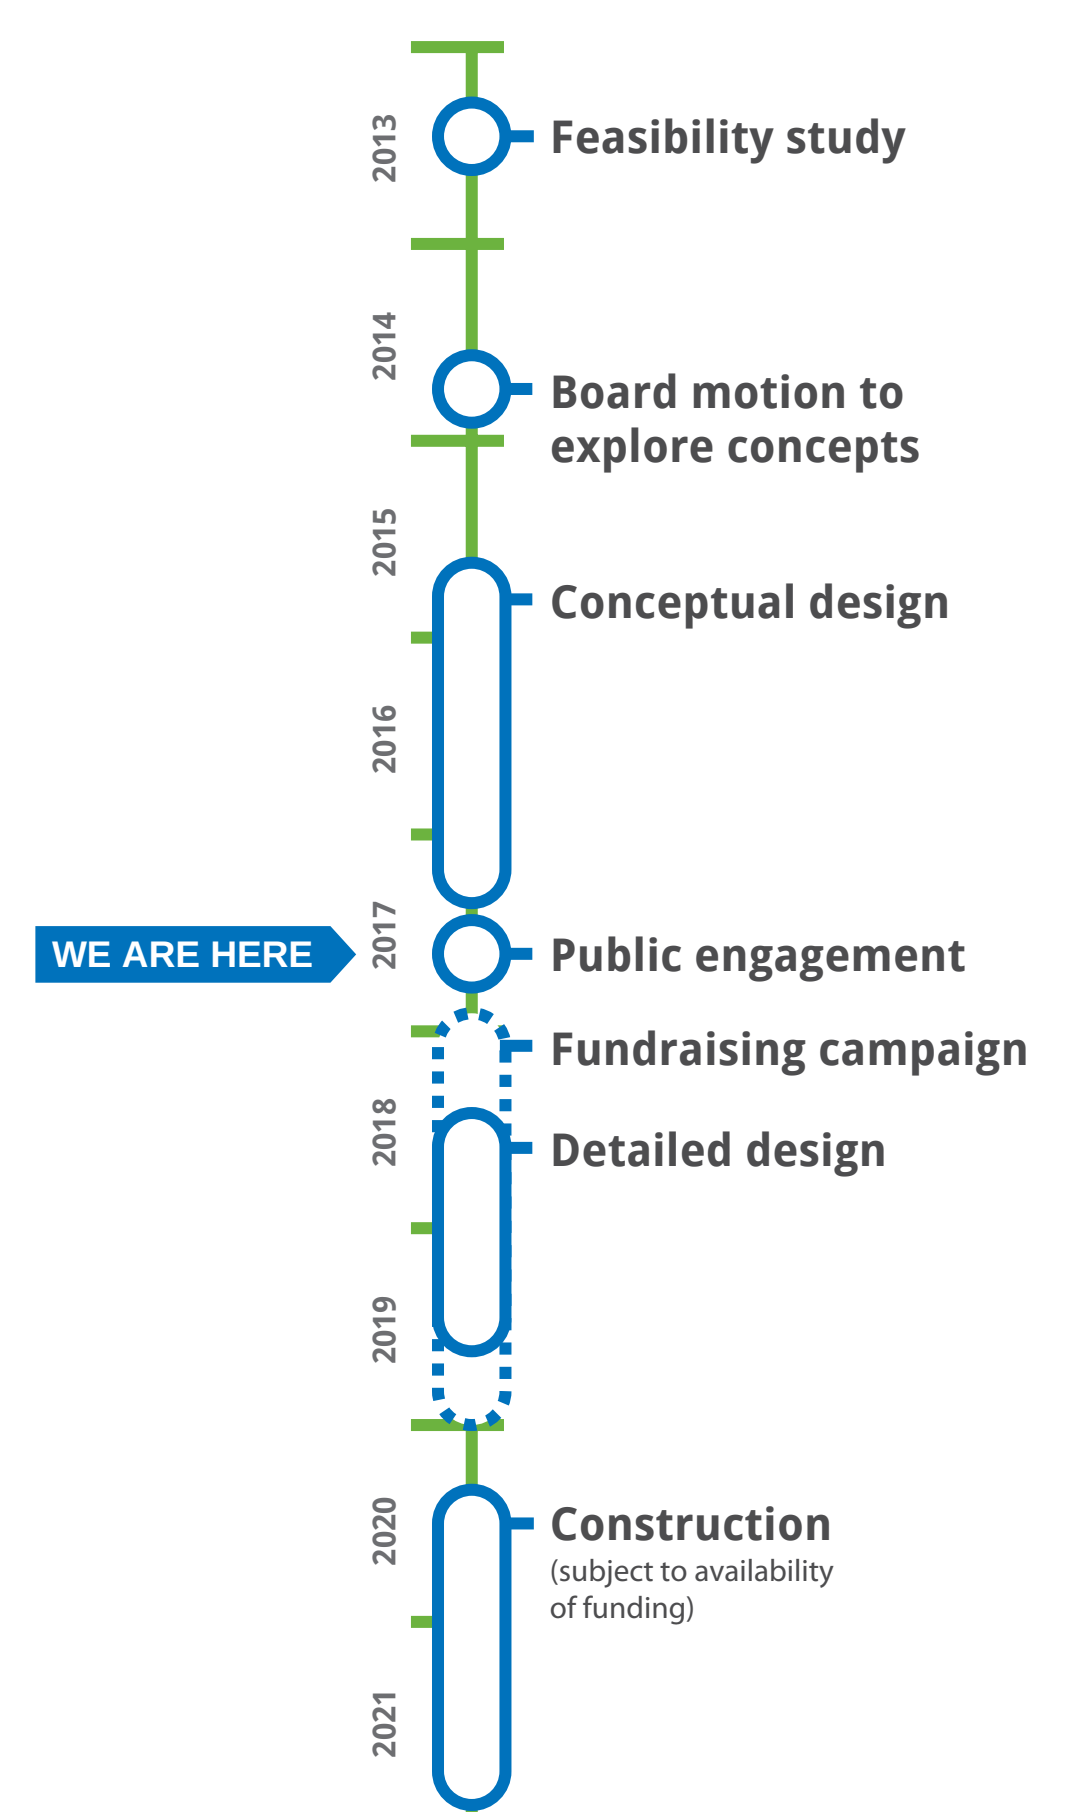 2013
Feasibility study
2014
Board motion to
explore concepts
2015
Conceptual design
2016
2017
WE ARE HERE
Public engagement
Fundraising campaign
2018
Detailed design
2019
2020
Construction
(subject to availability
of funding)
2021